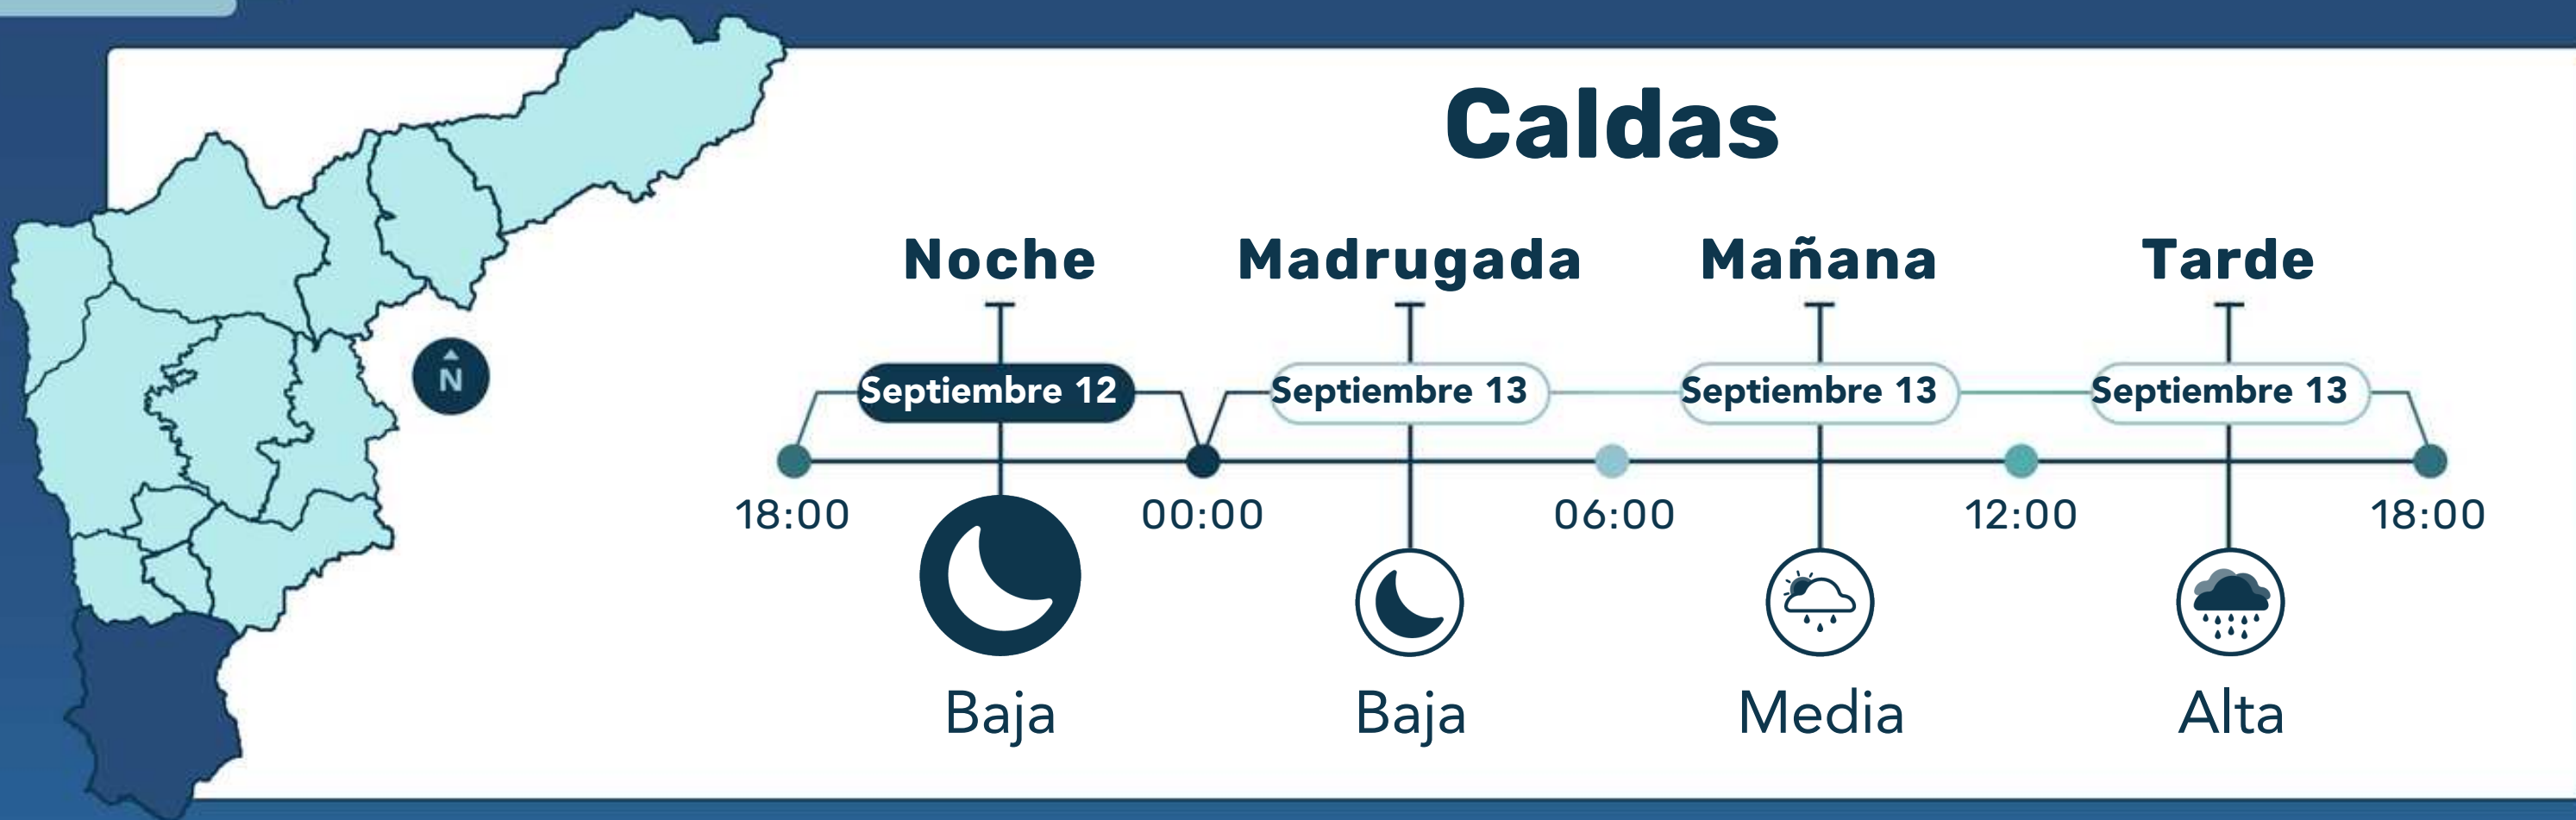 Caldas
Noche Madrugada Mañana Tarde
Septiembre 12 Septiembre 13 Septiembre 13 Septiembre 13
N
18:00 00:00 06:00 12:00 18:00
Baja Baja Media Alta